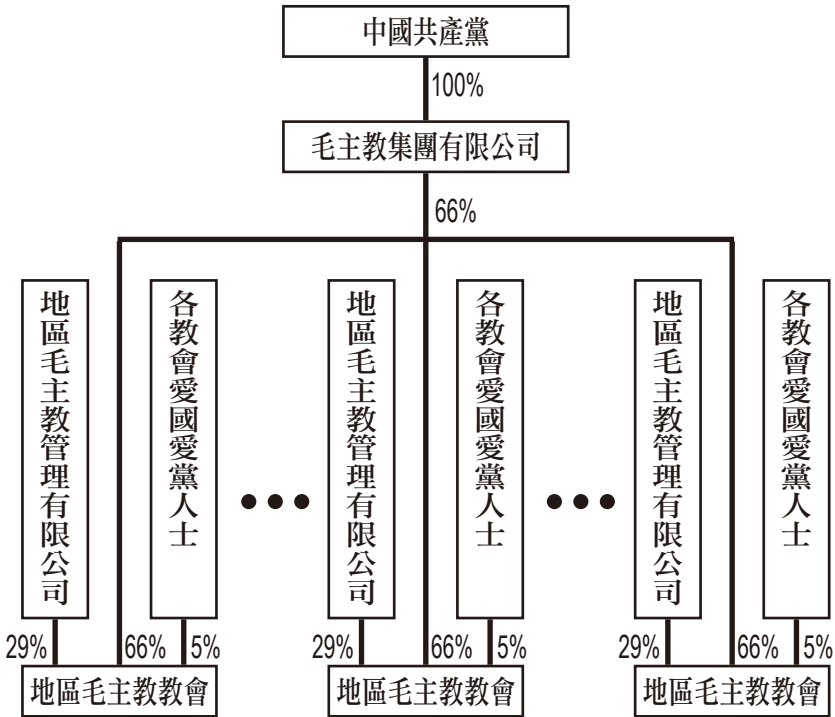 中國共產黨
100%
毛主教集團有限公司
66%
地區毛主教管理有限公司
各教會愛國愛黨人士
地區毛主教管理有限公司
各教會愛國愛黨人士
地區毛主教管理有限公司
各教會愛國愛黨人士
29%
66%
5%
29%
66%
5%
29%
66%
5%
地區毛主教教會
地區毛主教教會
地區毛主教教會